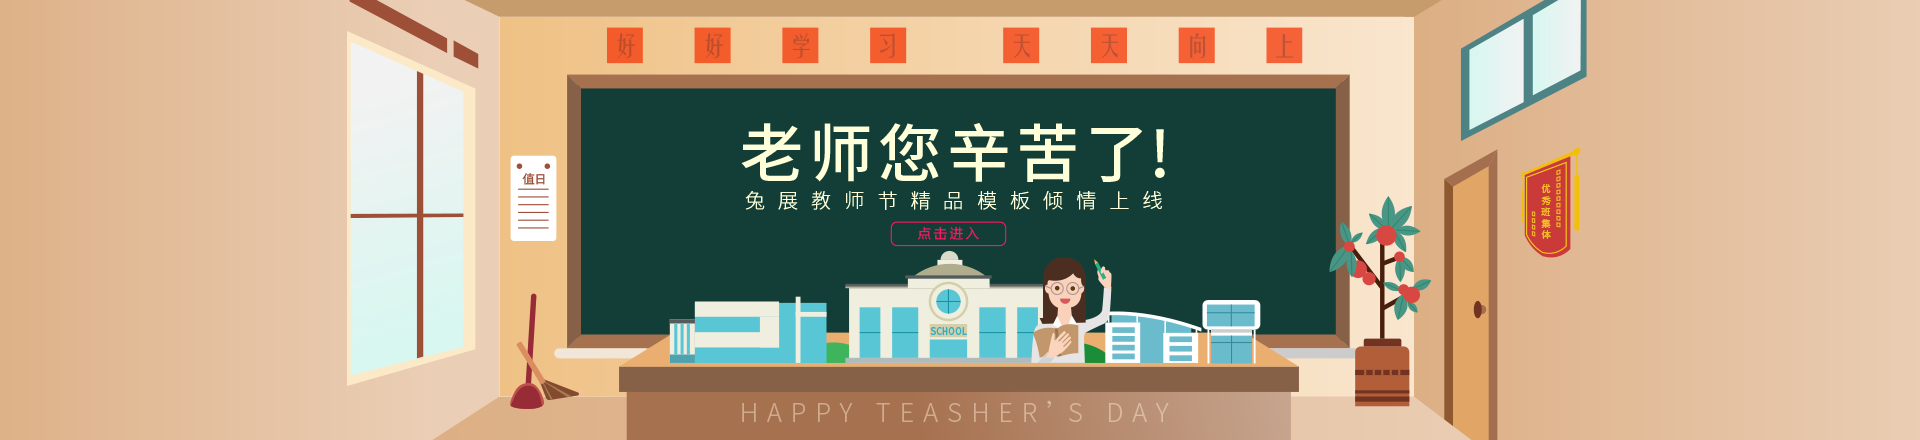 好好学习 天天向上
老师您辛苦了!
兔展教师节精品模板倾情上线
点击进入
值日
优秀班集体
SCHOOL
HAPPY TEASHER'S DAY